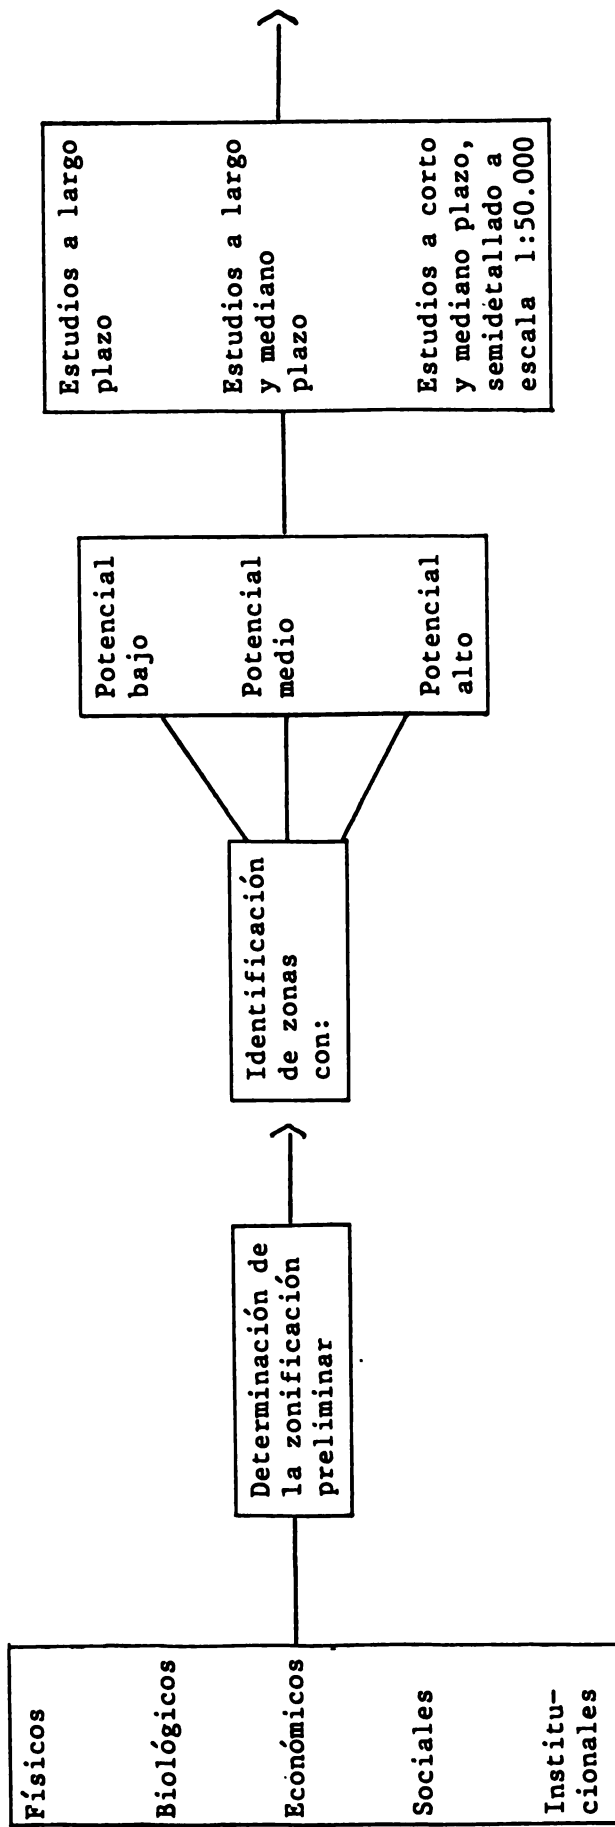 Físicos
Biológicos
Económicos
Sociales
Institu-
cionales
Determinación de
la zonificación
preliminar
Identificación
de zonas
con:
Potencial
bajo
Potencial
medio
Potencial
alto
Estudios a largo
plazo
Estudios a largo
y mediano
plazo
Estudios a corto
y mediano plazo,
semidétallado a
escala 1:50.000